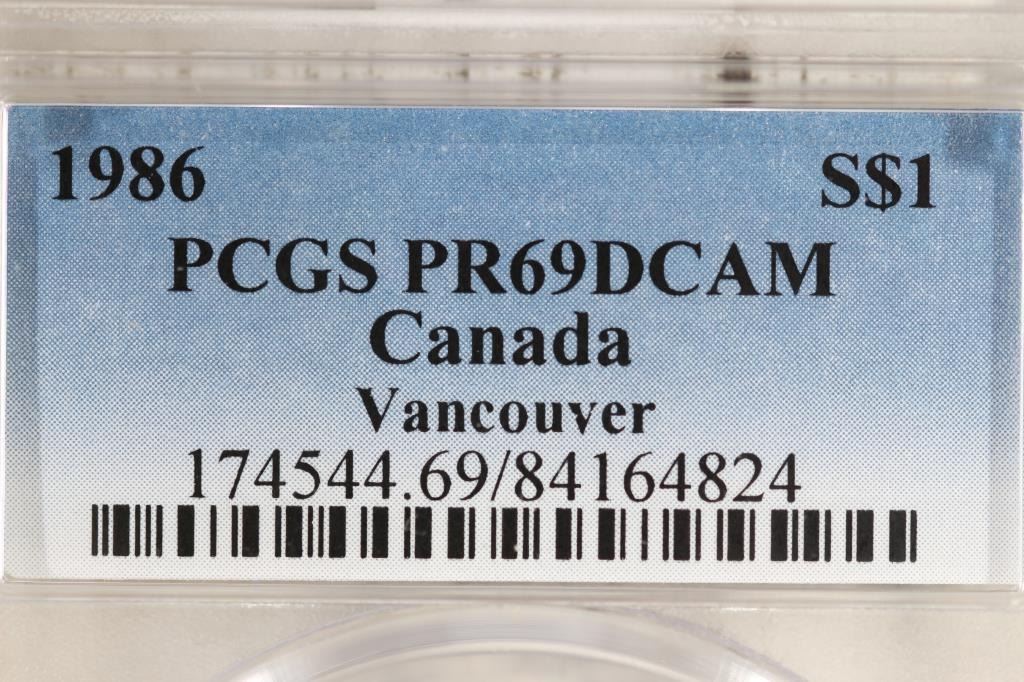 1986 S$1
PCGS PR69DCAM
Canada
Vancouver
174544.69/84164824